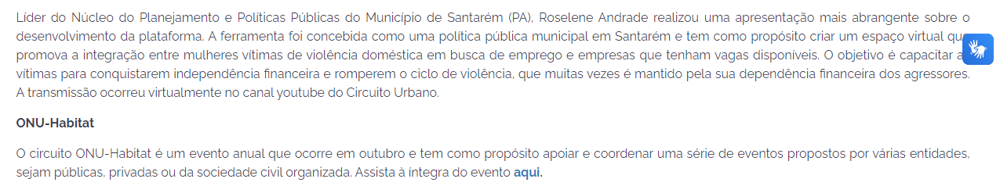 Líder do Núcleo do Planejamento e Políticas Públicas do Município de Santarém (PA), Roselene Andrade realizou uma apresentação mais abrangente sobre o
desenvolvimento da plataforma. A ferramenta foi concebida como uma política pública municipal em Santarém e tem como propósito criar um espaço virtual
promova a integração entre mulheres vítimas de violência doméstica em busca de emprego e empresas que tenham vagas disponíveis. O objetivo é capacitar
vítimas para conquistarem independência financeira e romperem o ciclo de violência, que muitas vezes é mantido pela sua dependência financeira dos agressores.
A transmissão ocorreu virtualmente no canal youtube do Circuito Urbano.
ONU-Habitat
O circuito ONU-Habitat é um evento anual que ocorre em outubro e tem como propósito apoiar e coordenar uma série de eventos propostos por várias entidades,
sejam públicas, privadas ou da sociedade civil organizada. Assista à íntegra do evento aqui.